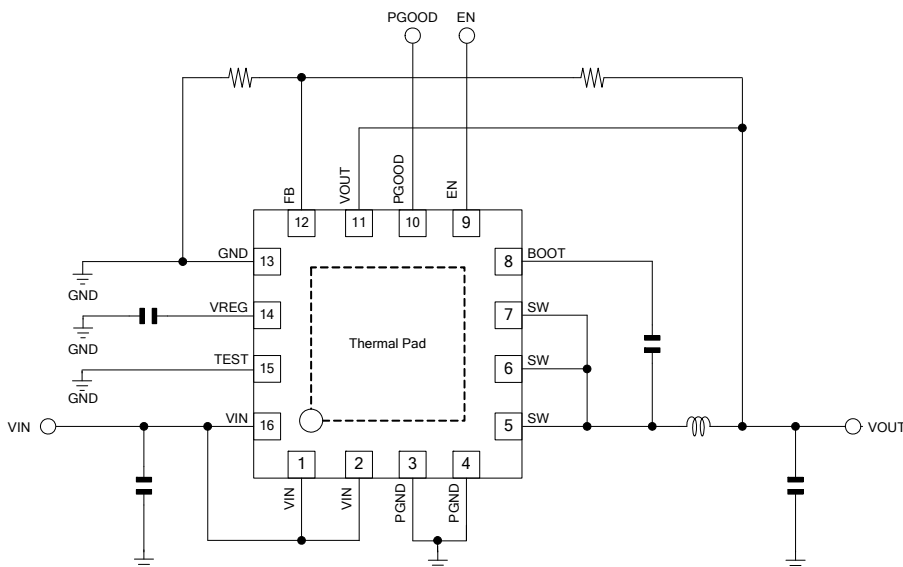 PGOOD
EN
FB
VOUT
PGOOD
EN
12
11
10
9
GND
13
8
BOOT
GND
VREG
14
7
SW
Thermal Pad
GND
TEST
15
6
SW
GND
VIN
VIN
16
5
SW
VOUT
1
2
3
4
VIN
VIN
PGND
PGND